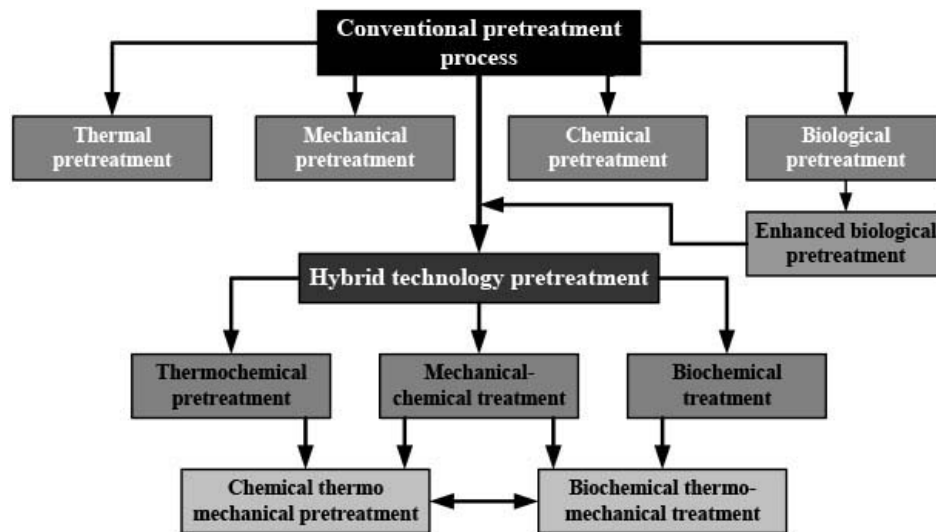 Conventional pretreatment
process
Thermal
pretreatment
Mechanical
pretreatment
Chemical
pretreatment
Biological
pretreatment
Enhanced biological
pretreatment
Hybrid technology pretreatment
Thermochemical
pretreatment
Mechanical-
chemical treatment
Biochemical
treatment
Chemical thermo
mechanical pretreatment
Biochemical thermo-
mechanical treatment